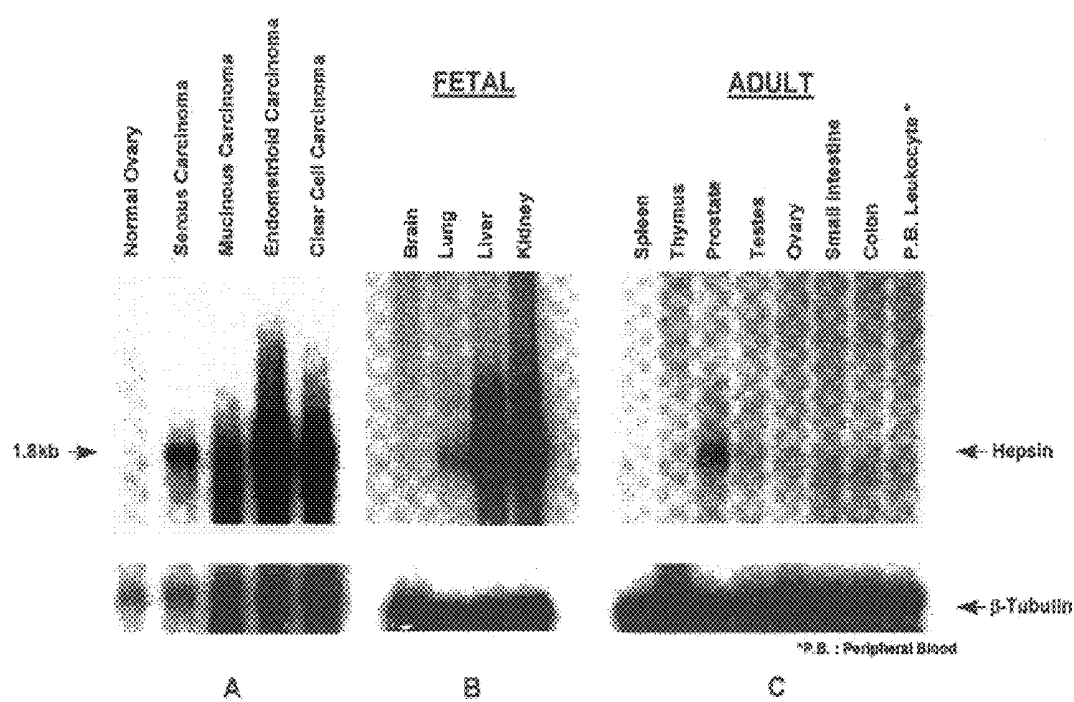 FETAL
ADULT
Normal Ovary
Serous Carcinoma
Mucinous Carcinoma
Endometrioid Carcinoma
Clear Cell Carcinoma
Brain
Lung
Liver
Kidney
Spleen
Thymus
Prostate
Testes
Ovary
Small Intestine
Colon
P.B. Leukocyte *
1.8kb
Hepsin
β-Tubulin
*P.B. : Peripheral Blood
A
B
C